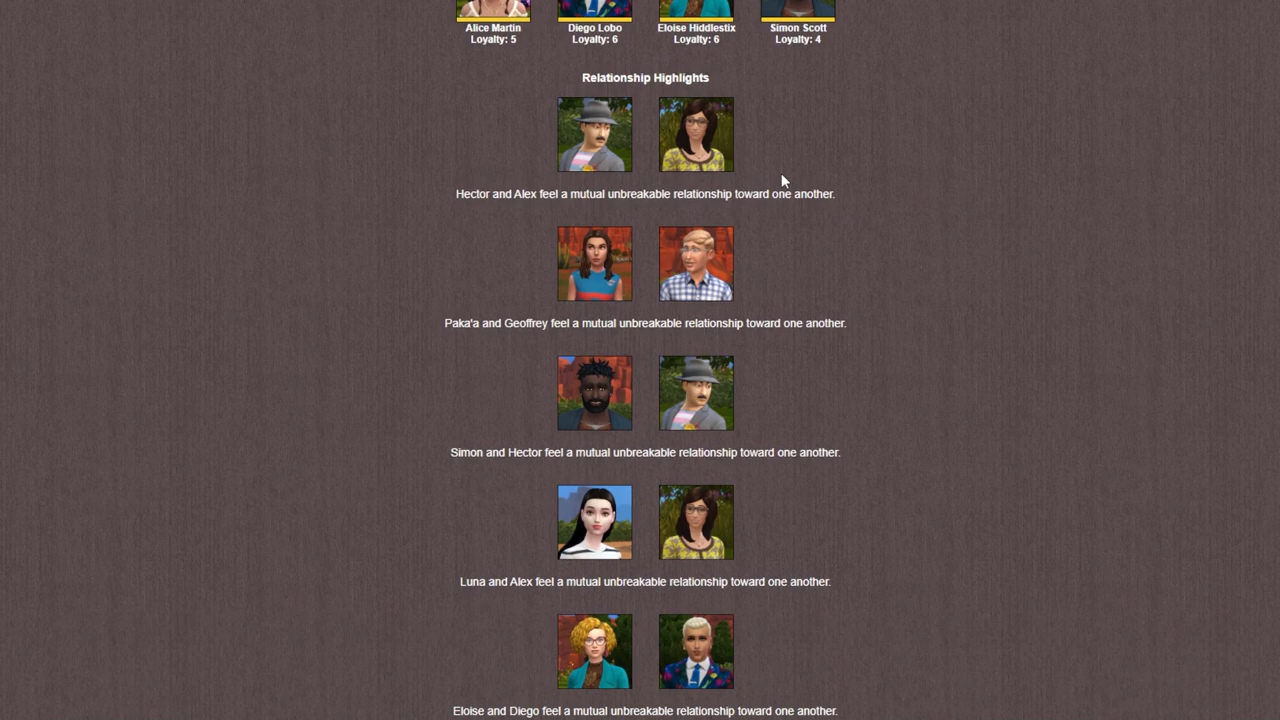 Alice Martin Diego Lobo Eloise Hiddlestix Simon Scott
Loyalty: 5 Loyalty: 6 Loyalty: 6 Loyalty: 4
Relationship Highlights
Hector and Alex feel a mutual unbreakable relationship toward one another.
Paka'a and Geoffrey feel a mutual unbreakable relationship toward one another.
Simon and Hector feel a mutual unbreakable relationship toward one another.
Luna and Alex feel a mutual unbreakable relationship toward one another.
Eloise and Diego feel a mutual unbreakable relationship toward one another.